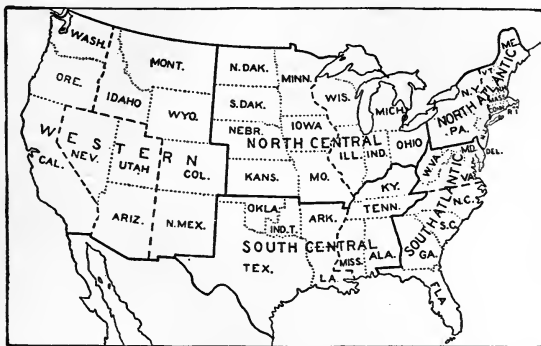 WASH.
MONT.
N.DAK.
MINN.
ME.
ORE.
IDAHO
WYO.
S.DAK.
WIS.
MICH.
N.Y.
VT.
N.H.
MASS.
CONN.
R I
NORTH ATLANTIC
PA.
NEBR.
IOWA
NORTH CENTRAL
ILL.
IND.
OHIO
WESTERN
NEV.
UTAH
COL.
CAL.
KANS.
MO.
KY.
W.VA.
MD.
DEL.
VA.
ARIZ.
N.MEX.
OKLA.
IND.T.
ARK.
TENN.
N.C.
S.C.
SOUTH ATLANTIC
SOUTH CENTRAL
TEX.
LA.
MISS.
ALA.
GA.
FLA.